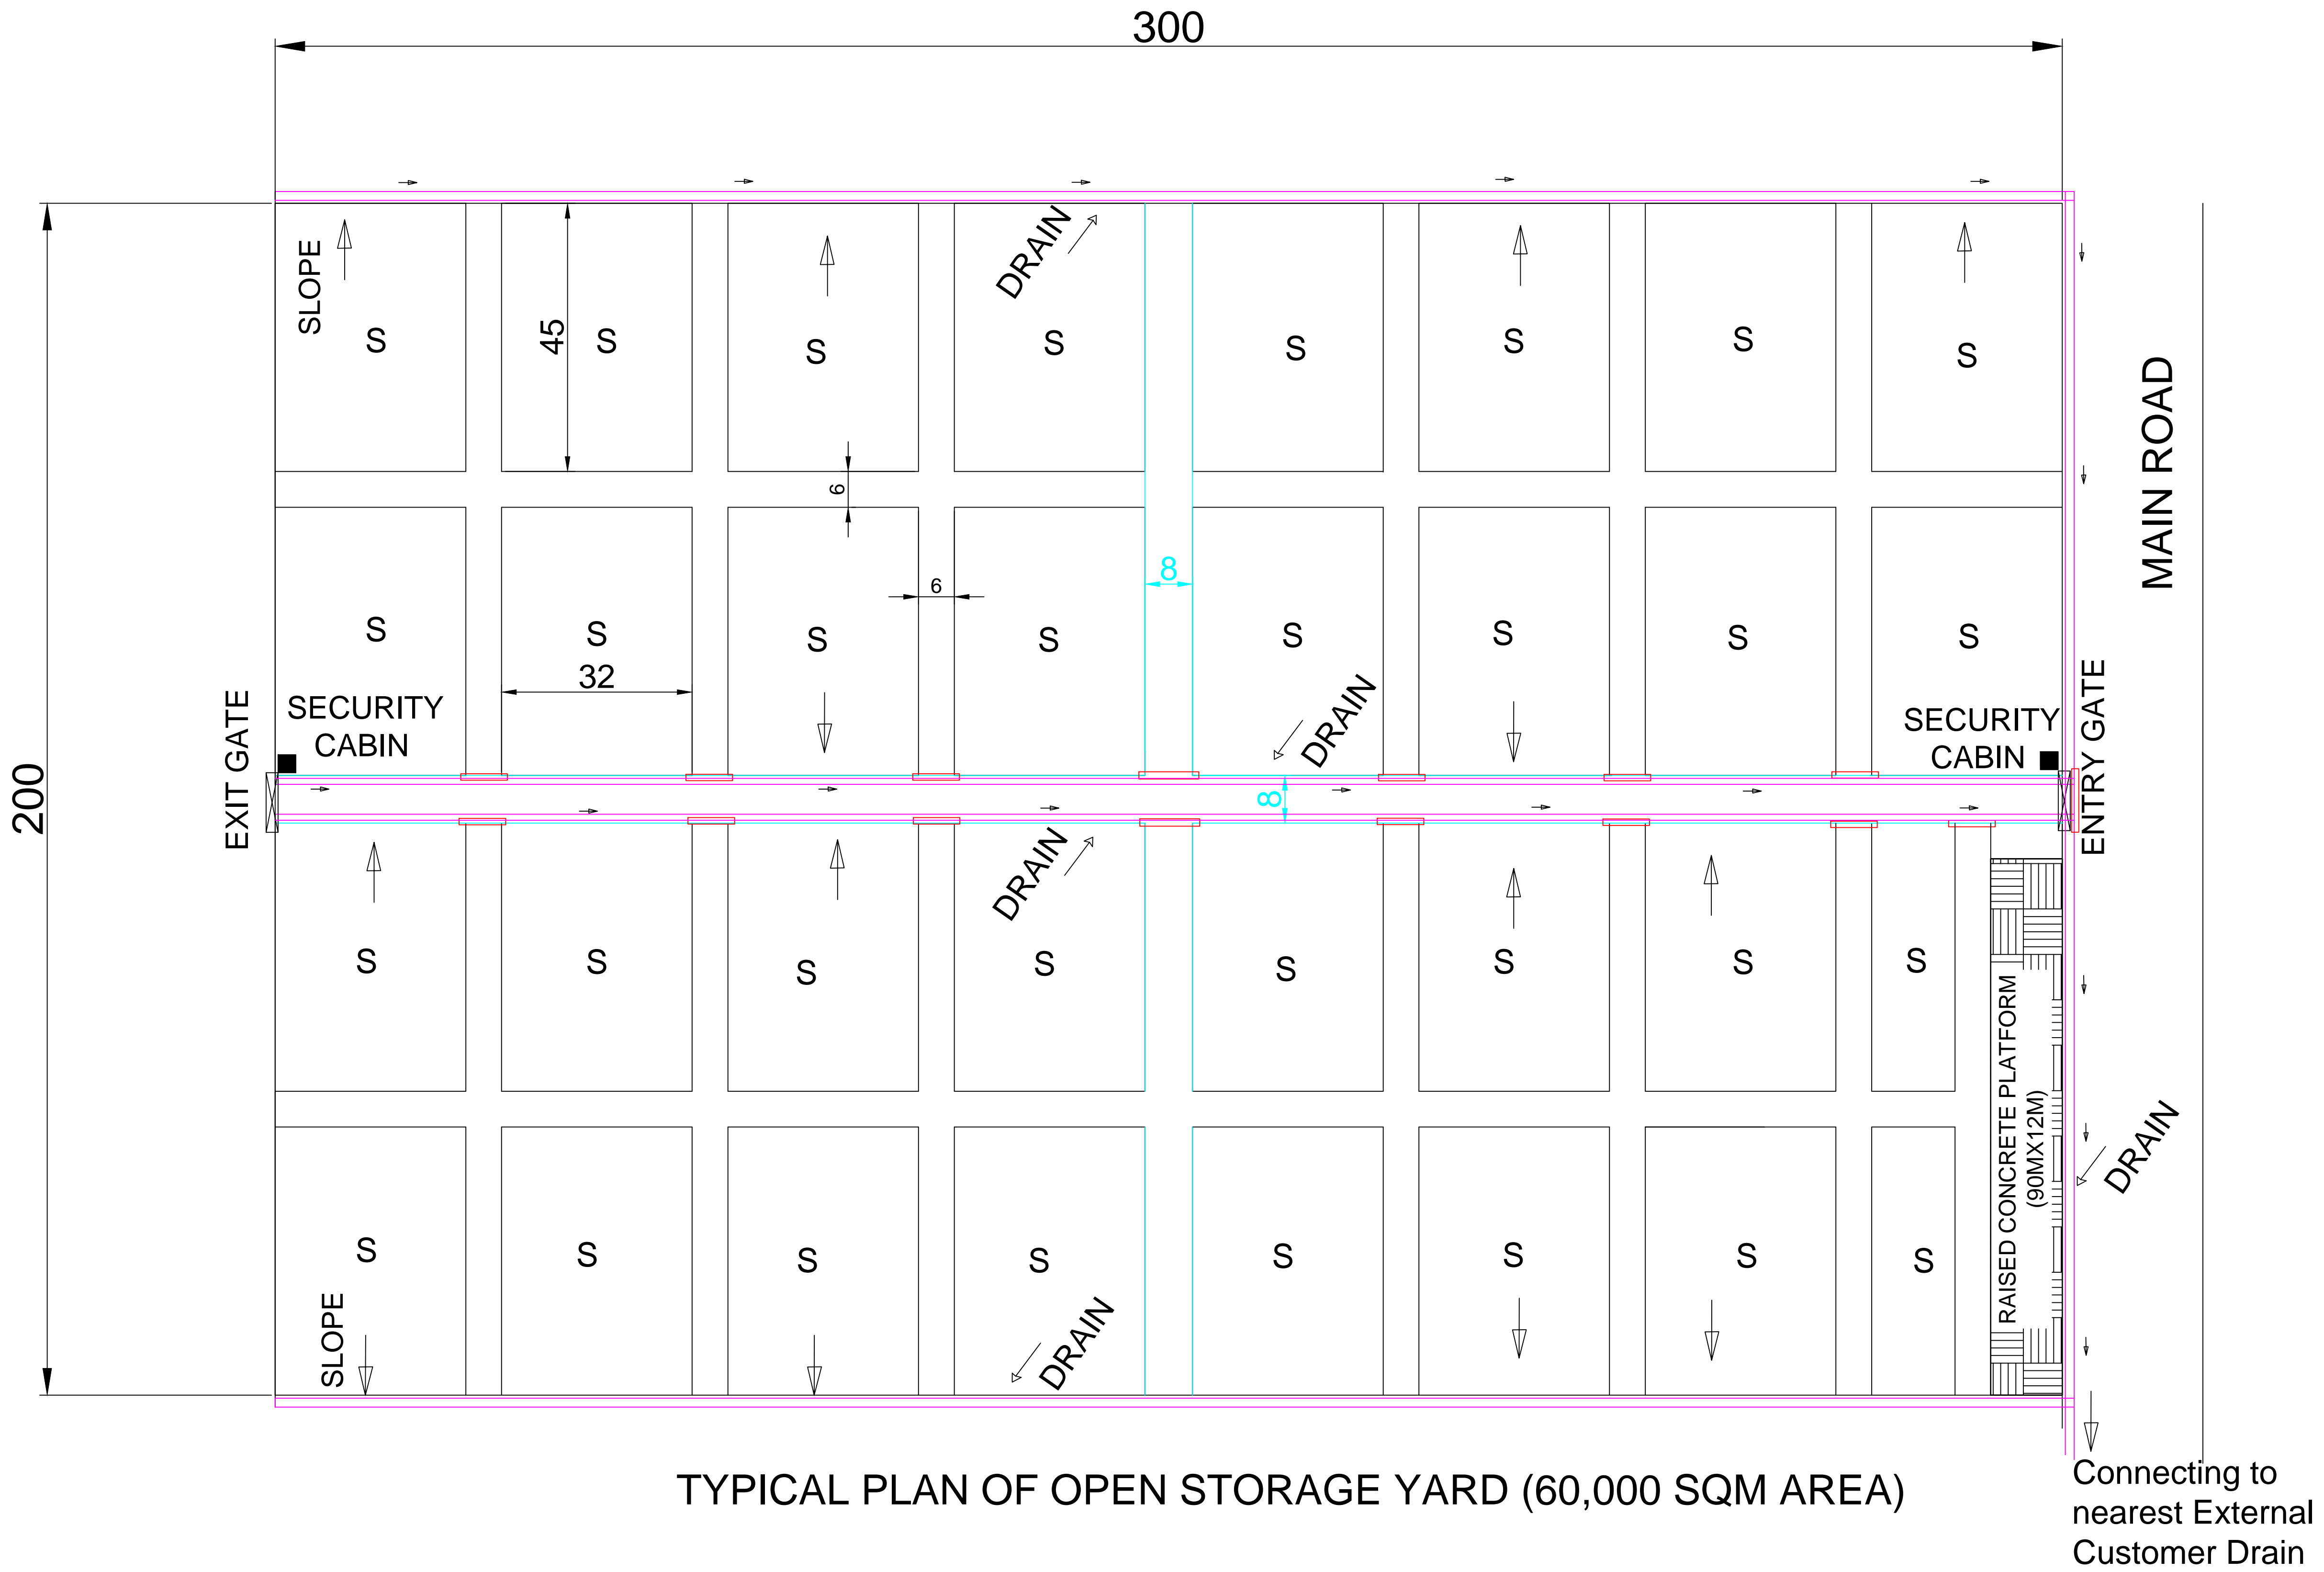 300
DRAIN
SLOPE
45
S
S
S
S
S
S
S
S
MAIN ROAD
6
8
6
S
S
S
S
S
S
S
S
32
SECURITY
CABIN
EXIT GATE
DRAIN
SECURITY
CABIN
ENTRY GATE
200
8
DRAIN
S
S
S
S
S
S
S
S
RAISED CONCRETE PLATFORM
(90MX12M)
DRAIN
S
S
S
S
S
S
S
S
SLOPE
DRAIN
TYPICAL PLAN OF OPEN STORAGE YARD (60,000 SQM AREA)
Connecting to
nearest External
Customer Drain